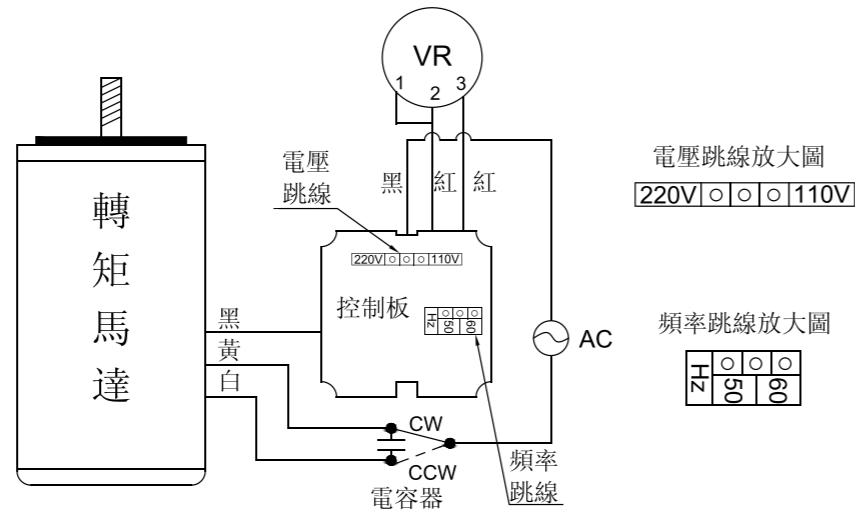 VR
1 2 3
電壓
跳線
黑 紅 紅
電壓跳線放大圖
220V 110V
220V 110V
轉矩馬達
控制板
Hz 50 60
黑
黃
白
AC
頻率跳線放大圖
Hz 50 60
CW
CCW
電容器
頻率
跳線